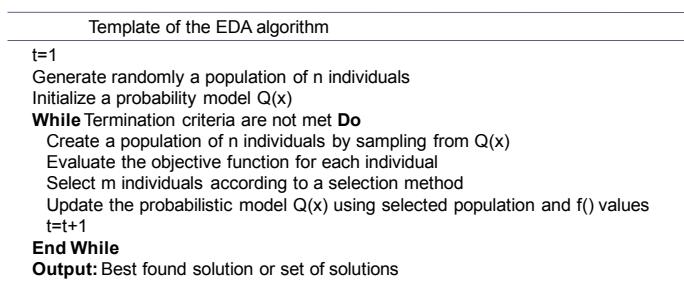 Template of the EDA algorithm
t=1
Generate randomly a population of n individuals
Initialize a probability model Q(x)
While Termination criteria are not met Do
Create a population of n individuals by sampling from Q(x)
Evaluate the objective function for each individual
Select m individuals according to a selection method
Update the probabilistic model Q(x) using selected population and f() values
t=t+1
End While
Output: Best found solution or set of solutions